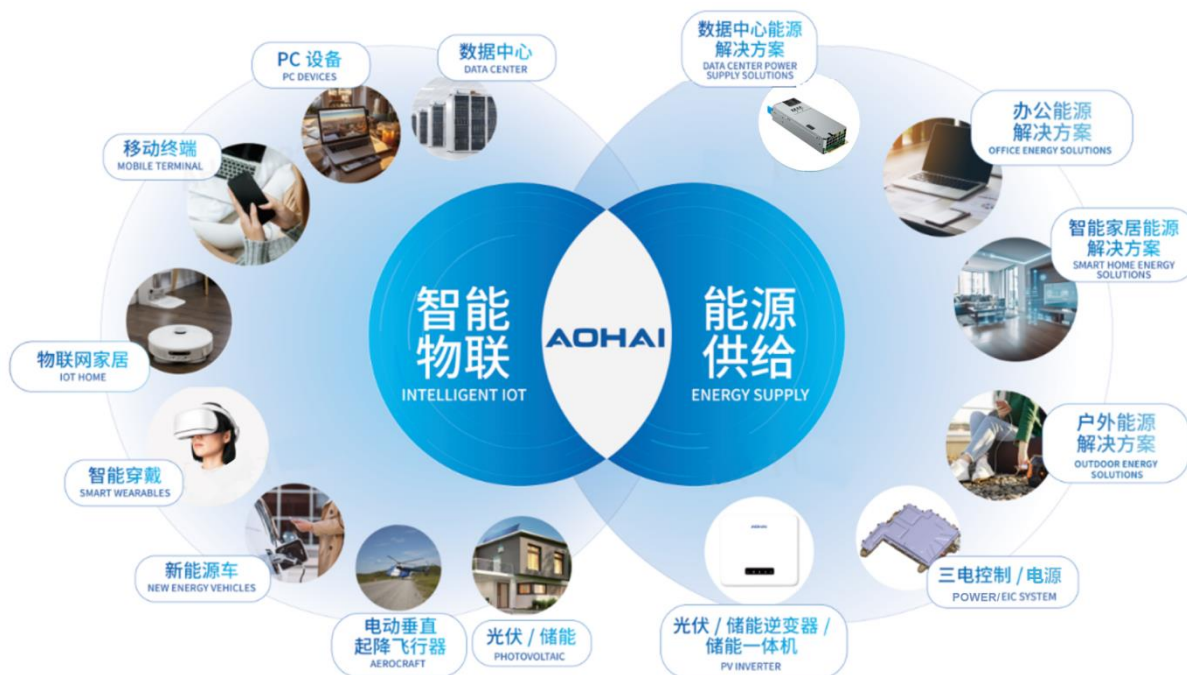 数据中心
DATA CENTER
PC 设备
PC DEVICES
移动终端
MOBILE TERMINAL
物联网家居
IOT HOME
智能穿戴
SMART WEARABLES
新能源车
NEW ENERGY VEHICLES
电动垂直
起降飞行器
AEROCRAFT
光伏 / 储能
PHOTOVOLTAIC
智能
物联
INTELLIGENT IOT
AOHAI
能源
供给
ENERGY SUPPLY
数据中心能源
解决方案
DATA CENTER POWER
SUPPLY SOLUTIONS
办公能源
解决方案
OFFICE ENERGY SOLUTIONS
智能家居能源
解决方案
SMART HOME ENERGY
SOLUTIONS
户外能源
解决方案
OUTDOOR ENERGY
SOLUTIONS
三电控制 / 电源
POWER/EIC SYSTEM
AOHAI
光伏 / 储能逆变器 /
储能一体机
PV INVERTER